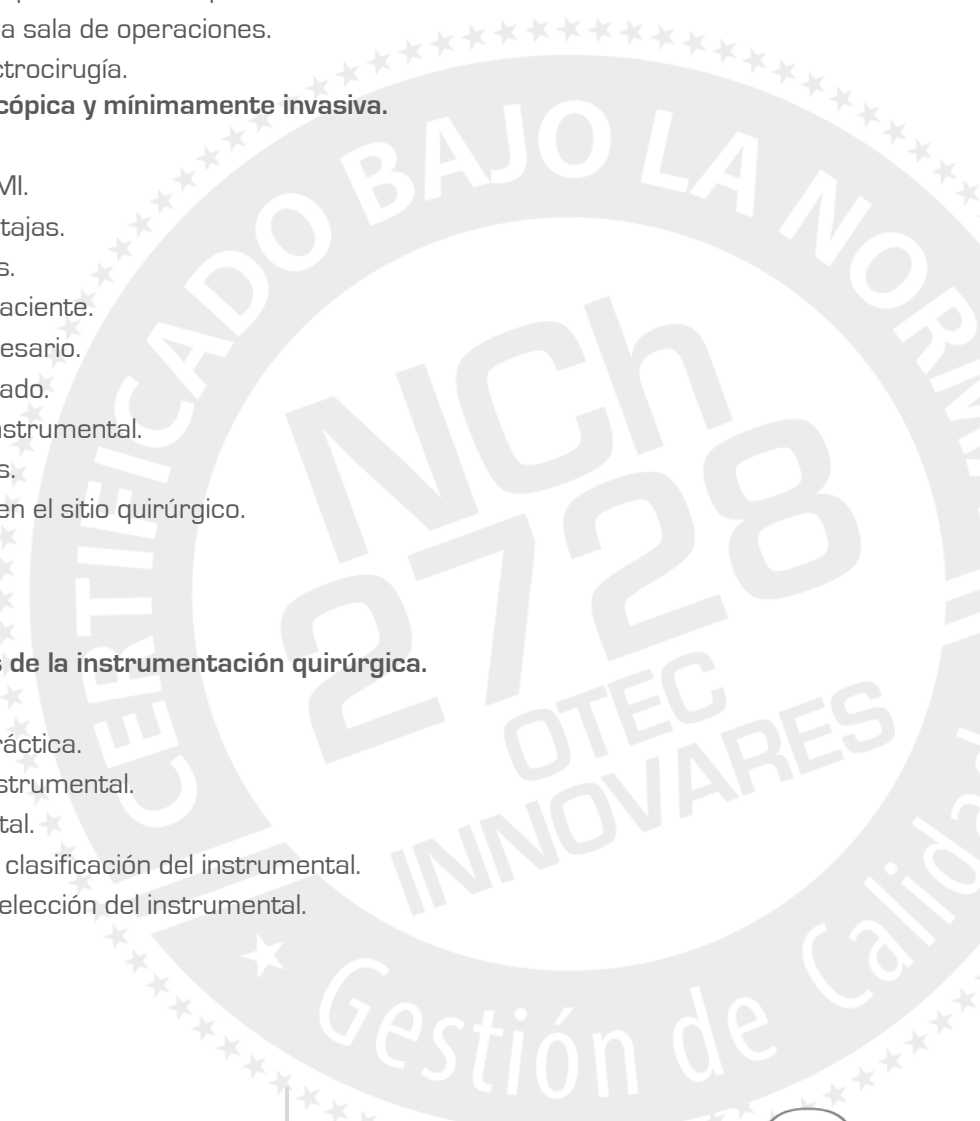 a sala de operaciones.
ctrocirugía.
cópica y mínimamente invasiva.
MI.
tajas.
s.
aciente.
esario.
ado.
nstrumental.
s.
en el sitio quirúrgico.
s de la instrumentación quirúrgica.
ráctica.
strumental.
tal.
clasificación del instrumental.
elección del instrumental.
CERTIFICADO BAJO LA NORMA
NCh
2728
OTEC
INNOVARES
Gestión de Calidad